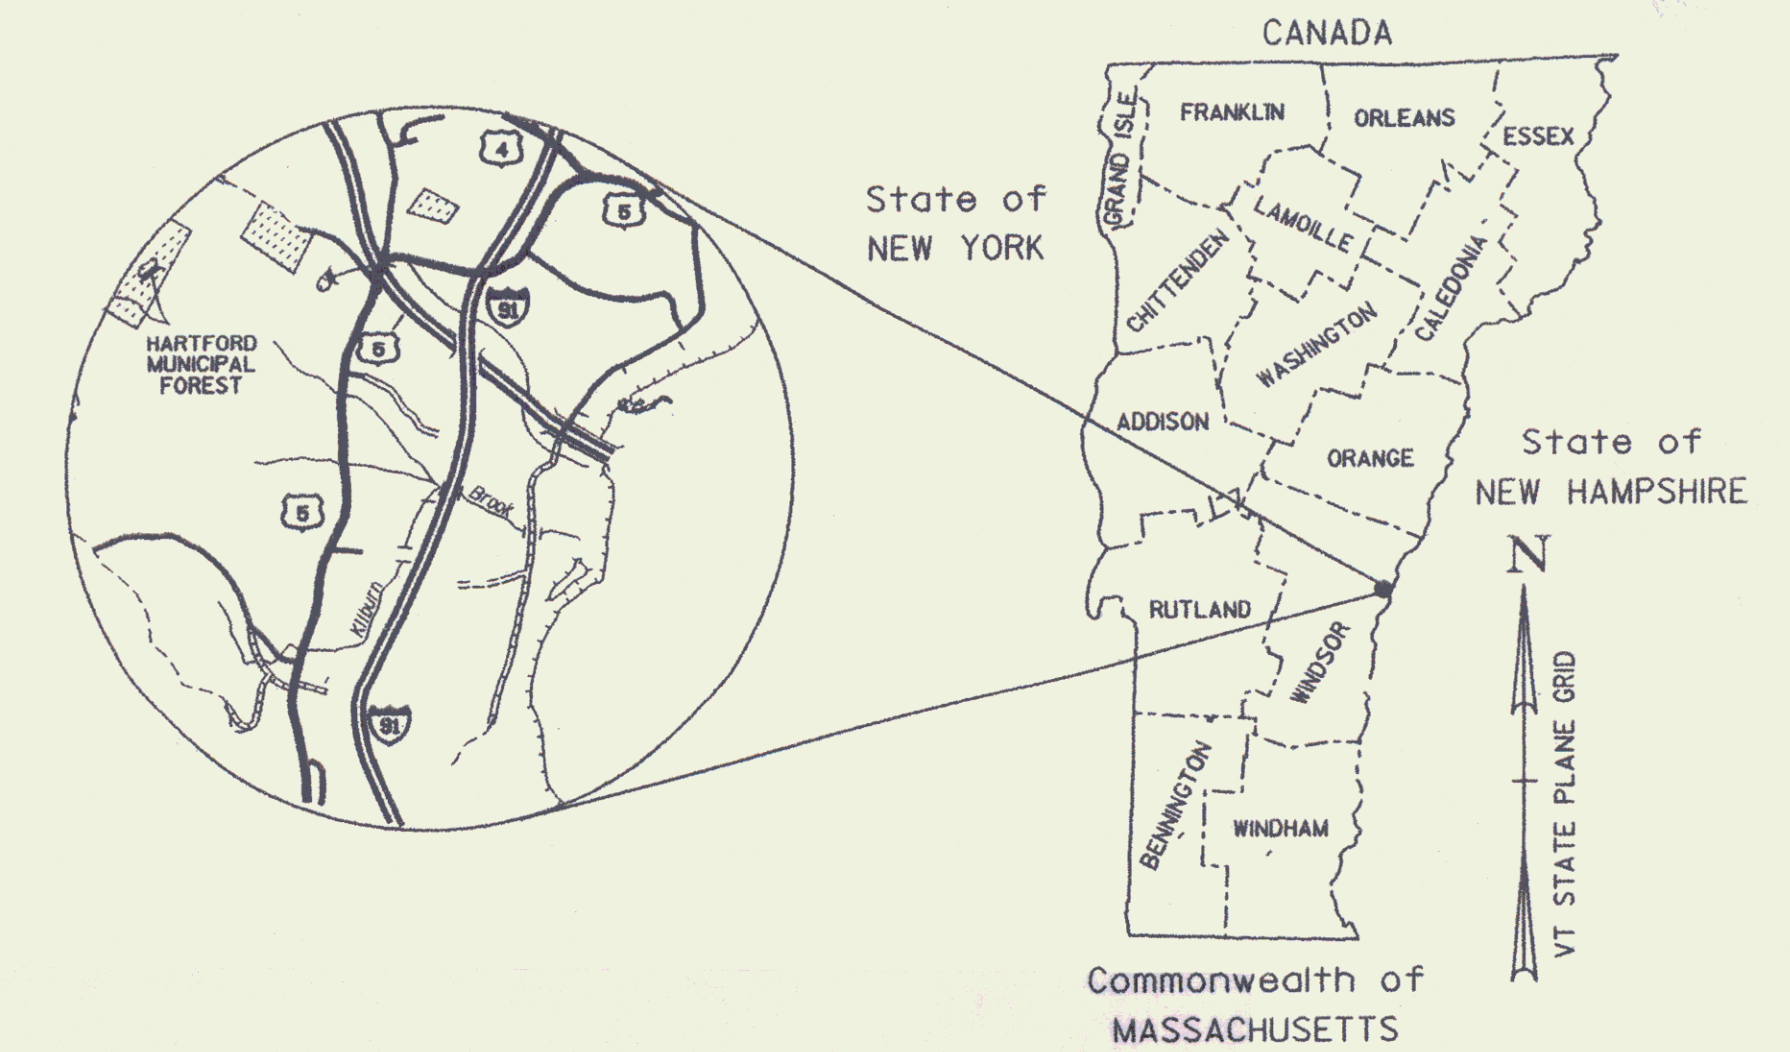 CANADA
GRAND ISLE
FRANKLIN
ORLEANS
ESSEX
State of
NEW YORK
LAMOILLE
CHITTENDEN
CALEDONIA
WASHINGTON
ADDISON
ORANGE
State of
NEW HAMPSHIRE
RUTLAND
WINDSOR
BENNINGTON
WINDHAM
Commonwealth of
MASSACHUSETTS
N
VT STATE PLANE GRID
4
5
91
5
HARTFORD
MUNICIPAL
FOREST
5
Brook
Kilburn
91